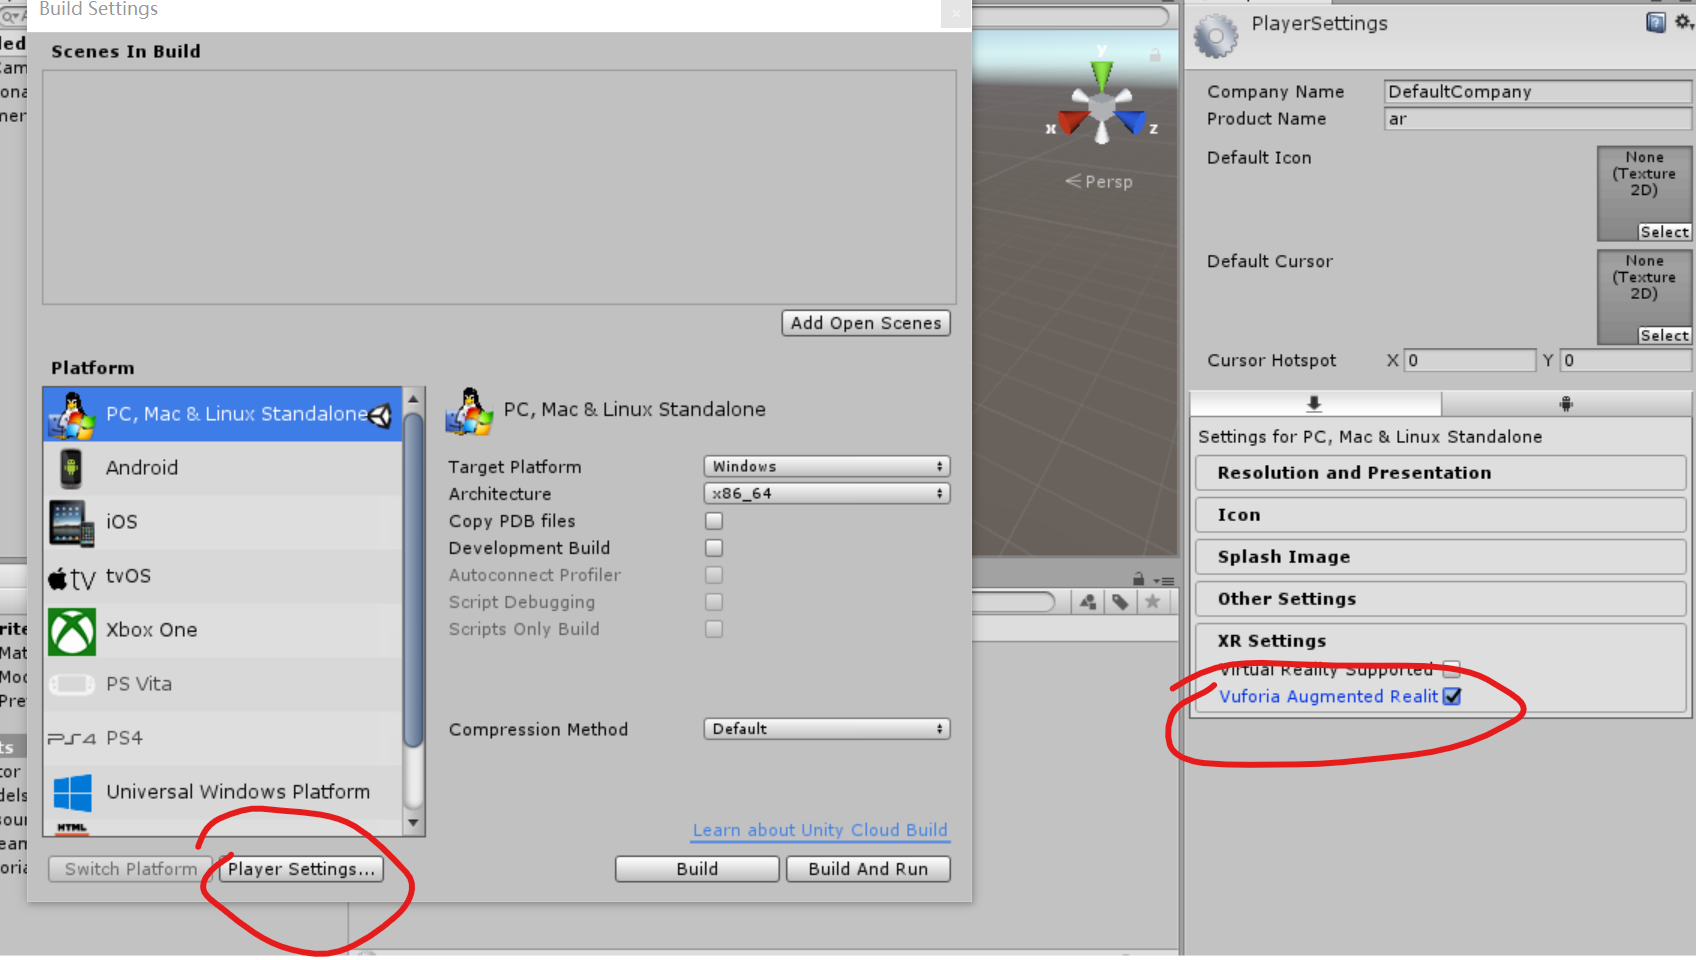 Build Settings
Scenes In Build
Add Open Scenes
Platform
PC, Mac & Linux Standalone
Android
iOS
tv tvOS
Xbox One
PS Vita
PS4
Universal Windows Platform
HTML
Switch Platform
Player Settings...
PC, Mac & Linux Standalone
Target Platform Windows
Architecture x86_64
Copy PDB files
Development Build
Autoconnect Profiler
Script Debugging
Scripts Only Build
Compression Method Default
Learn about Unity Cloud Build
Build
Build And Run
y
x
z
Persp
PlayerSettings
Company Name DefaultCompany
Product Name ar
Default Icon
None
(Texture
2D)
Select
Default Cursor
None
(Texture
2D)
Select
Cursor Hotspot X 0 Y 0
Settings for PC, Mac & Linux Standalone
Resolution and Presentation
Icon
Splash Image
Other Settings
XR Settings
Virtual Reality Supported
Vuforia Augmented Realit